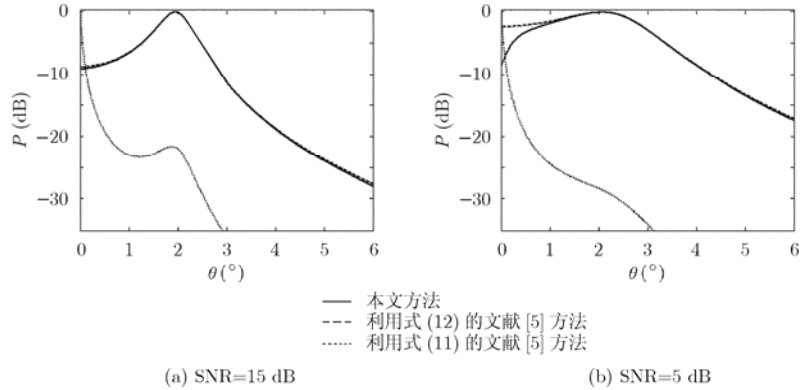 0
−10
−20
−30
P (dB)
0 1 2 3 4 5 6
θ (°)
0
−10
−20
−30
P (dB)
0 1 2 3 4 5 6
θ (°)
本文方法
利用式 (12) 的文献 [5] 方法
利用式 (11) 的文献 [5] 方法
(a) SNR=15 dB
(b) SNR=5 dB